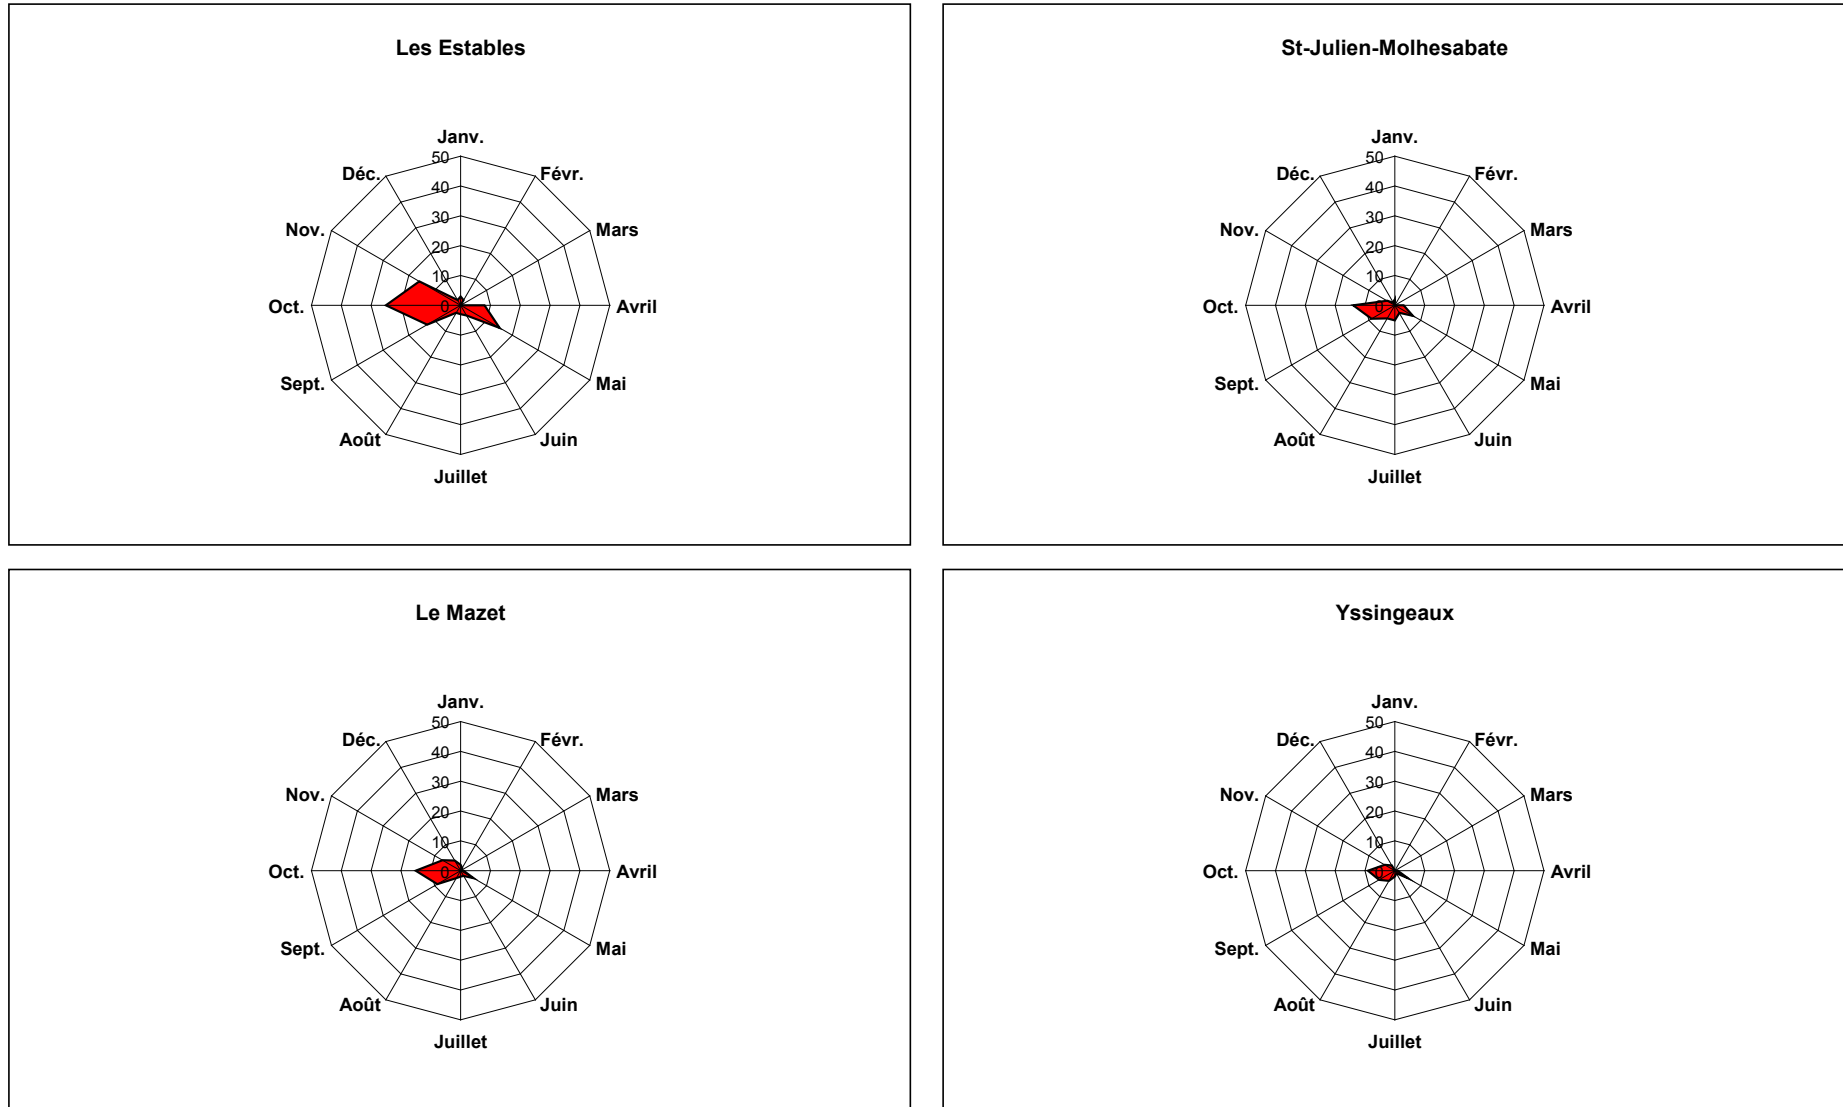 Les Estables
Janv.
50
Déc.
Févr.
40
30
Nov.
Mars
20
10
Oct.
0
Avril
Sept.
Mai
Août
Juin
Juillet
St-Julien-Molhesabate
Janv.
50
Déc.
Févr.
40
30
Nov.
Mars
20
10
Oct.
0
Avril
Sept.
Mai
Août
Juin
Juillet
Le Mazet
Janv.
50
Déc.
Févr.
40
30
Nov.
Mars
20
10
Oct.
0
Avril
Sept.
Mai
Août
Juin
Juillet
Yssingeaux
Janv.
50
Déc.
Févr.
40
30
Nov.
Mars
20
10
Oct.
0
Avril
Sept.
Mai
Août
Juin
Juillet